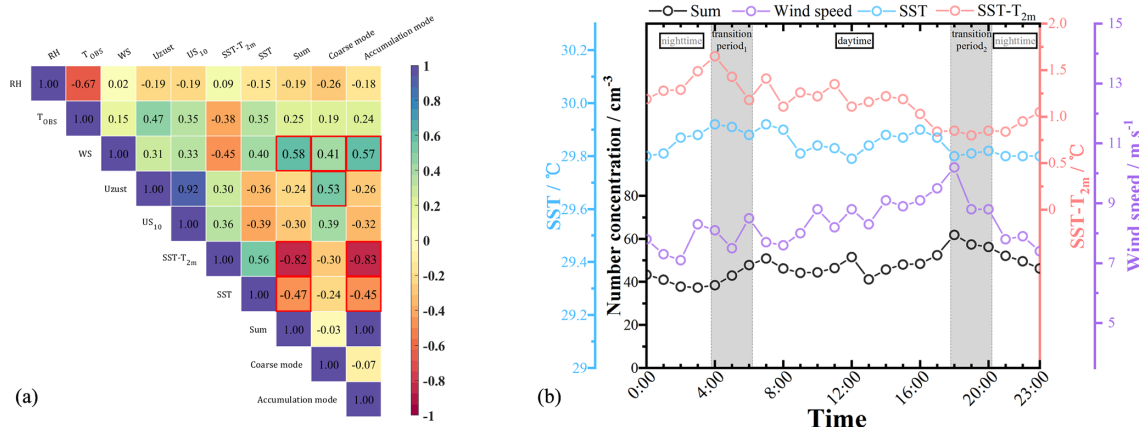 RH
T_OBS
WS
Uzust
US_10
SST-T_2m
SST
Sum
Coarse mode
Accumulation mode
RH 1.00 -0.67 0.02 -0.19 -0.19 0.09 -0.15 -0.19 -0.26 -0.18
T_OBS 1.00 0.15 0.47 0.35 -0.38 0.35 0.25 0.19 0.24
WS 1.00 0.31 0.33 -0.45 0.40 0.58 0.41 0.57
Uzust 1.00 0.92 0.30 -0.36 -0.24 0.53 -0.26
US_10 1.00 0.36 -0.39 -0.30 0.39 -0.32
SST-T_2m 1.00 0.56 -0.82 -0.30 -0.83
SST 1.00 -0.47 -0.24 -0.45
Sum 1.00 -0.03 1.00
Coarse mode 1.00 -0.07
Accumulation mode 1.00
1
0.8
0.6
0.4
0.2
0
-0.2
-0.4
-0.6
-0.8
-1
(a)
Sum Wind speed SST SST-T_2m
nighttime transition period_1 daytime transition period_2 nighttime
SST / °C
30.2
30.0
29.8
29.6
29.4
29.2
29
Number concentration / cm^-3
80
60
40
20
0
2.0
1.5
1.0
0.5
0
SST-T_2m / °C
15
13
11
9
7
5
Wind speed / m s^-1
0:00 4:00 8:00 12:00 16:00 20:00 23:00
Time
(b)